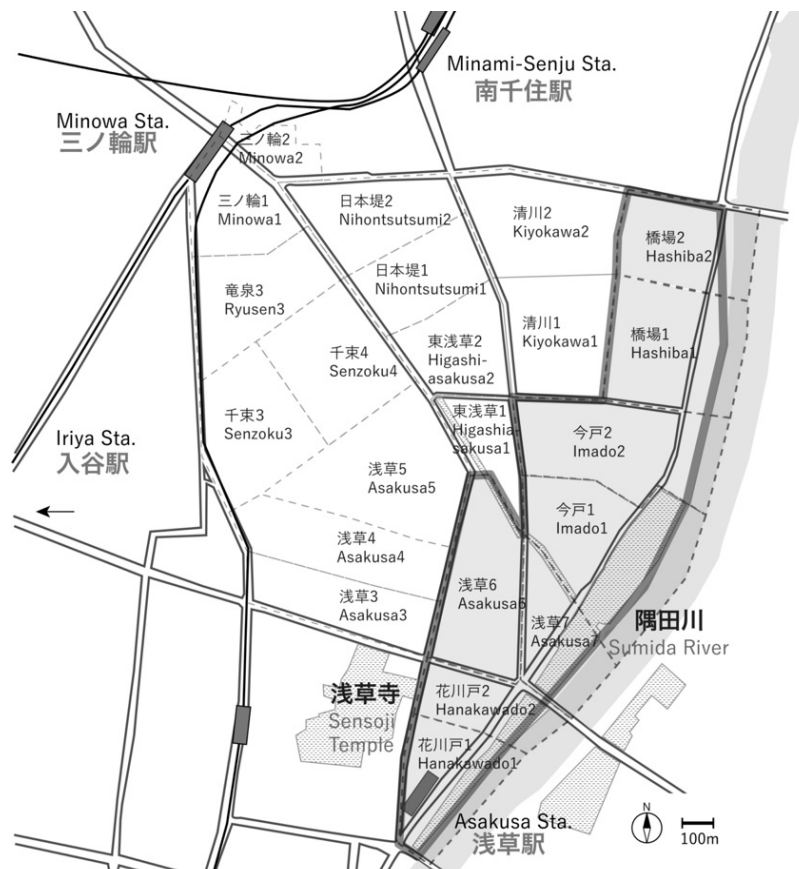 Minami-Senju Sta.
南千住駅
Minowa Sta.
三ノ輪駅
三ノ輪2
Minowa2
三ノ輪1
Minowa1
日本堤2
Nihontsutsumi2
清川2
Kiyokawa2
橋場2
Hashiba2
竜泉3
Ryusen3
日本堤1
Nihontsutsumi1
清川1
Kiyokawa1
橋場1
Hashiba1
千束4
Senzoku4
東浅草2
Higashi-
asakusa2
千束3
Senzoku3
東浅草1
Higashia-
sakusa1
今戸2
Imado2
Iriya Sta.
入谷駅
浅草5
Asakusa5
今戸1
Imado1
浅草4
Asakusa4
浅草3
Asakusa3
浅草6
Asakusa6
浅草7
Asakusa7
隅田川
Sumida River
浅草寺
Sensoji
Temple
花川戸2
Hanakawado2
花川戸1
Hanakawado1
Asakusa Sta.
浅草駅
N
100m